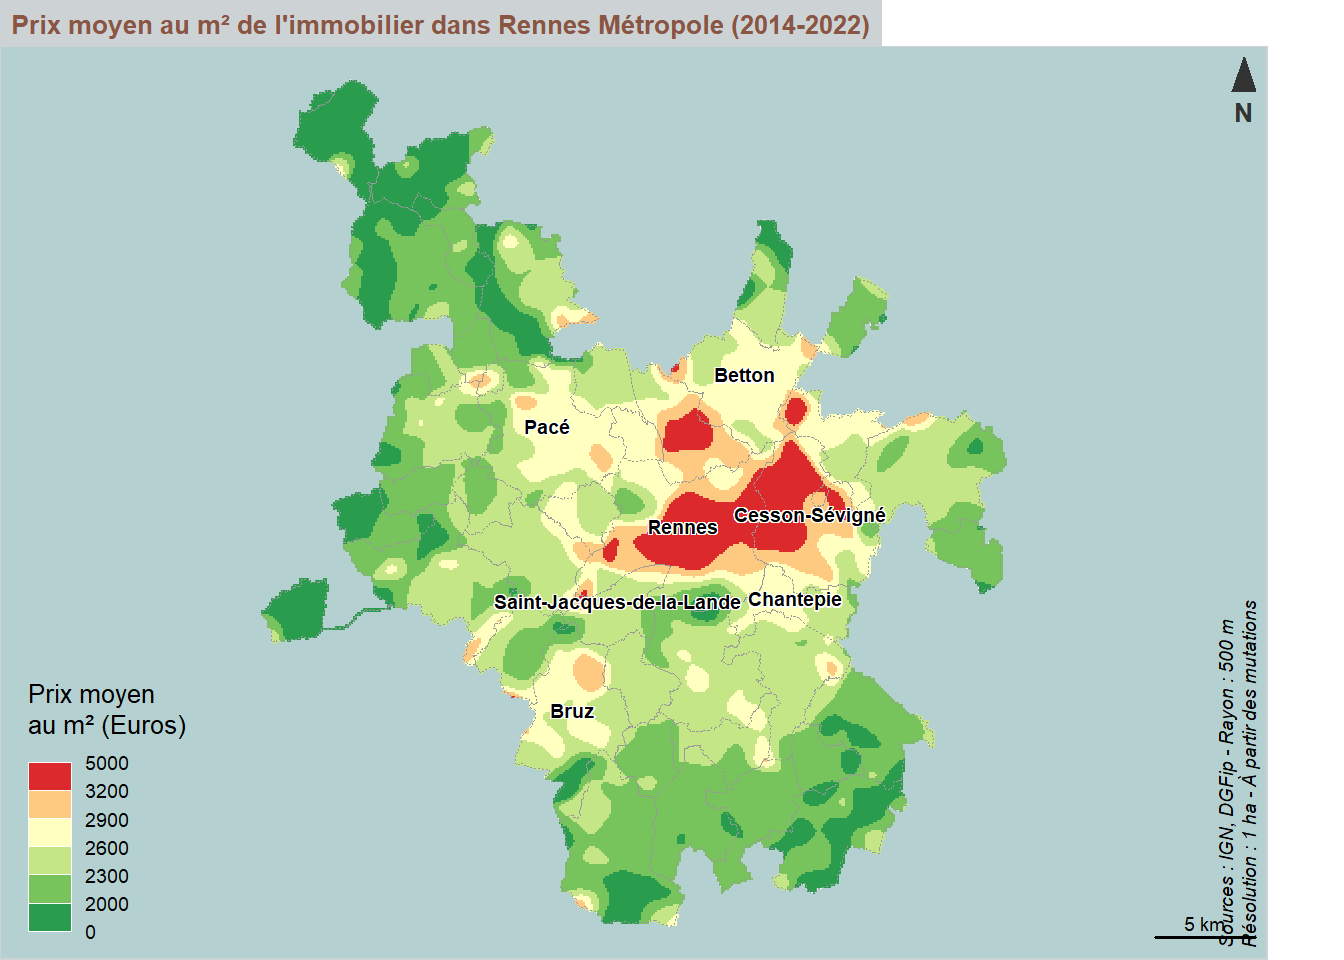 Prix moyen au m² de l'immobilier dans Rennes Métropole (2014-2022)
N
Betton
Pacé
Cesson-Sévigné
Rennes
Saint-Jacques-de-la-Lande
Chantepie
Bruz
Prix moyen
au m² (Euros)
5000
3200
2900
2600
2300
2000
0
5 km
Sources : IGN, DGFip - Rayon : 500 m
Résolution : 1 ha - À partir des mutations